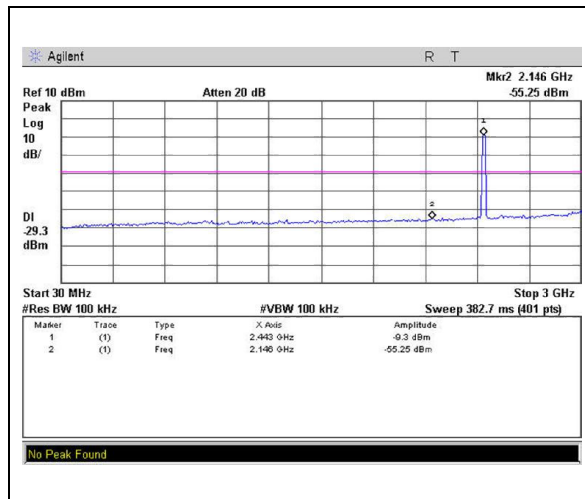 Agilent R T
Mkr2 2.146 GHz
Ref 10 dBm Atten 20 dB -55.25 dBm
Peak
Log
10
dB/
1
2
DI
-29.3
dBm
Start 30 MHz Stop 3 GHz
#Res BW 100 kHz #VBW 100 kHz Sweep 382.7 ms (401 pts)
Marker Trace Type X Axis Amplitude
1 (1) Freq 2.443 GHz -9.3 dBm
2 (1) Freq 2.146 GHz -55.25 dBm
No Peak Found